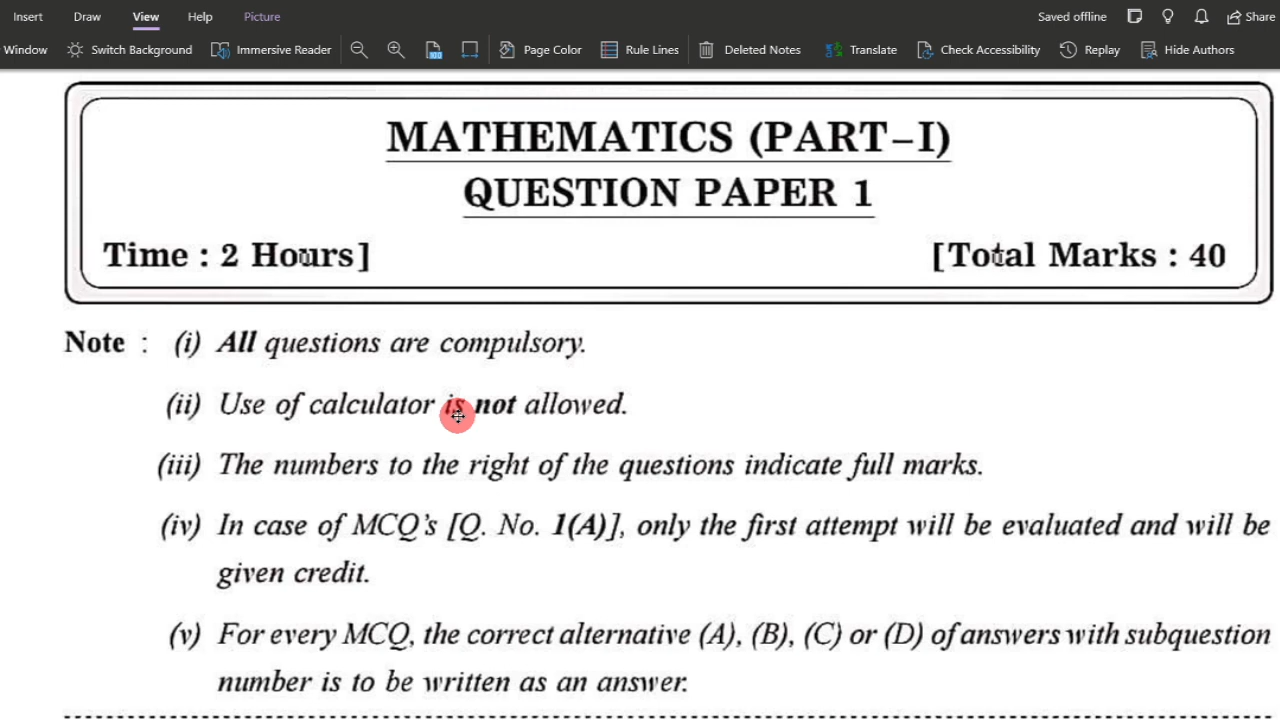 Insert Draw View Help Picture Saved offline Share
Window Switch Background Immersive Reader 100 Page Color Rule Lines Deleted Notes Translate Check Accessibility Replay Hide Authors
MATHEMATICS (PART–I)
QUESTION PAPER 1
Time : 2 Hours] [Total Marks : 40
Note : (i) All questions are compulsory.
(ii) Use of calculator is not allowed.
(iii) The numbers to the right of the questions indicate full marks.
(iv) In case of MCQ's [Q. No. 1(A)], only the first attempt will be evaluated and will be
given credit.
(v) For every MCQ, the correct alternative (A), (B), (C) or (D) of answers with subquestion
number is to be written as an answer.